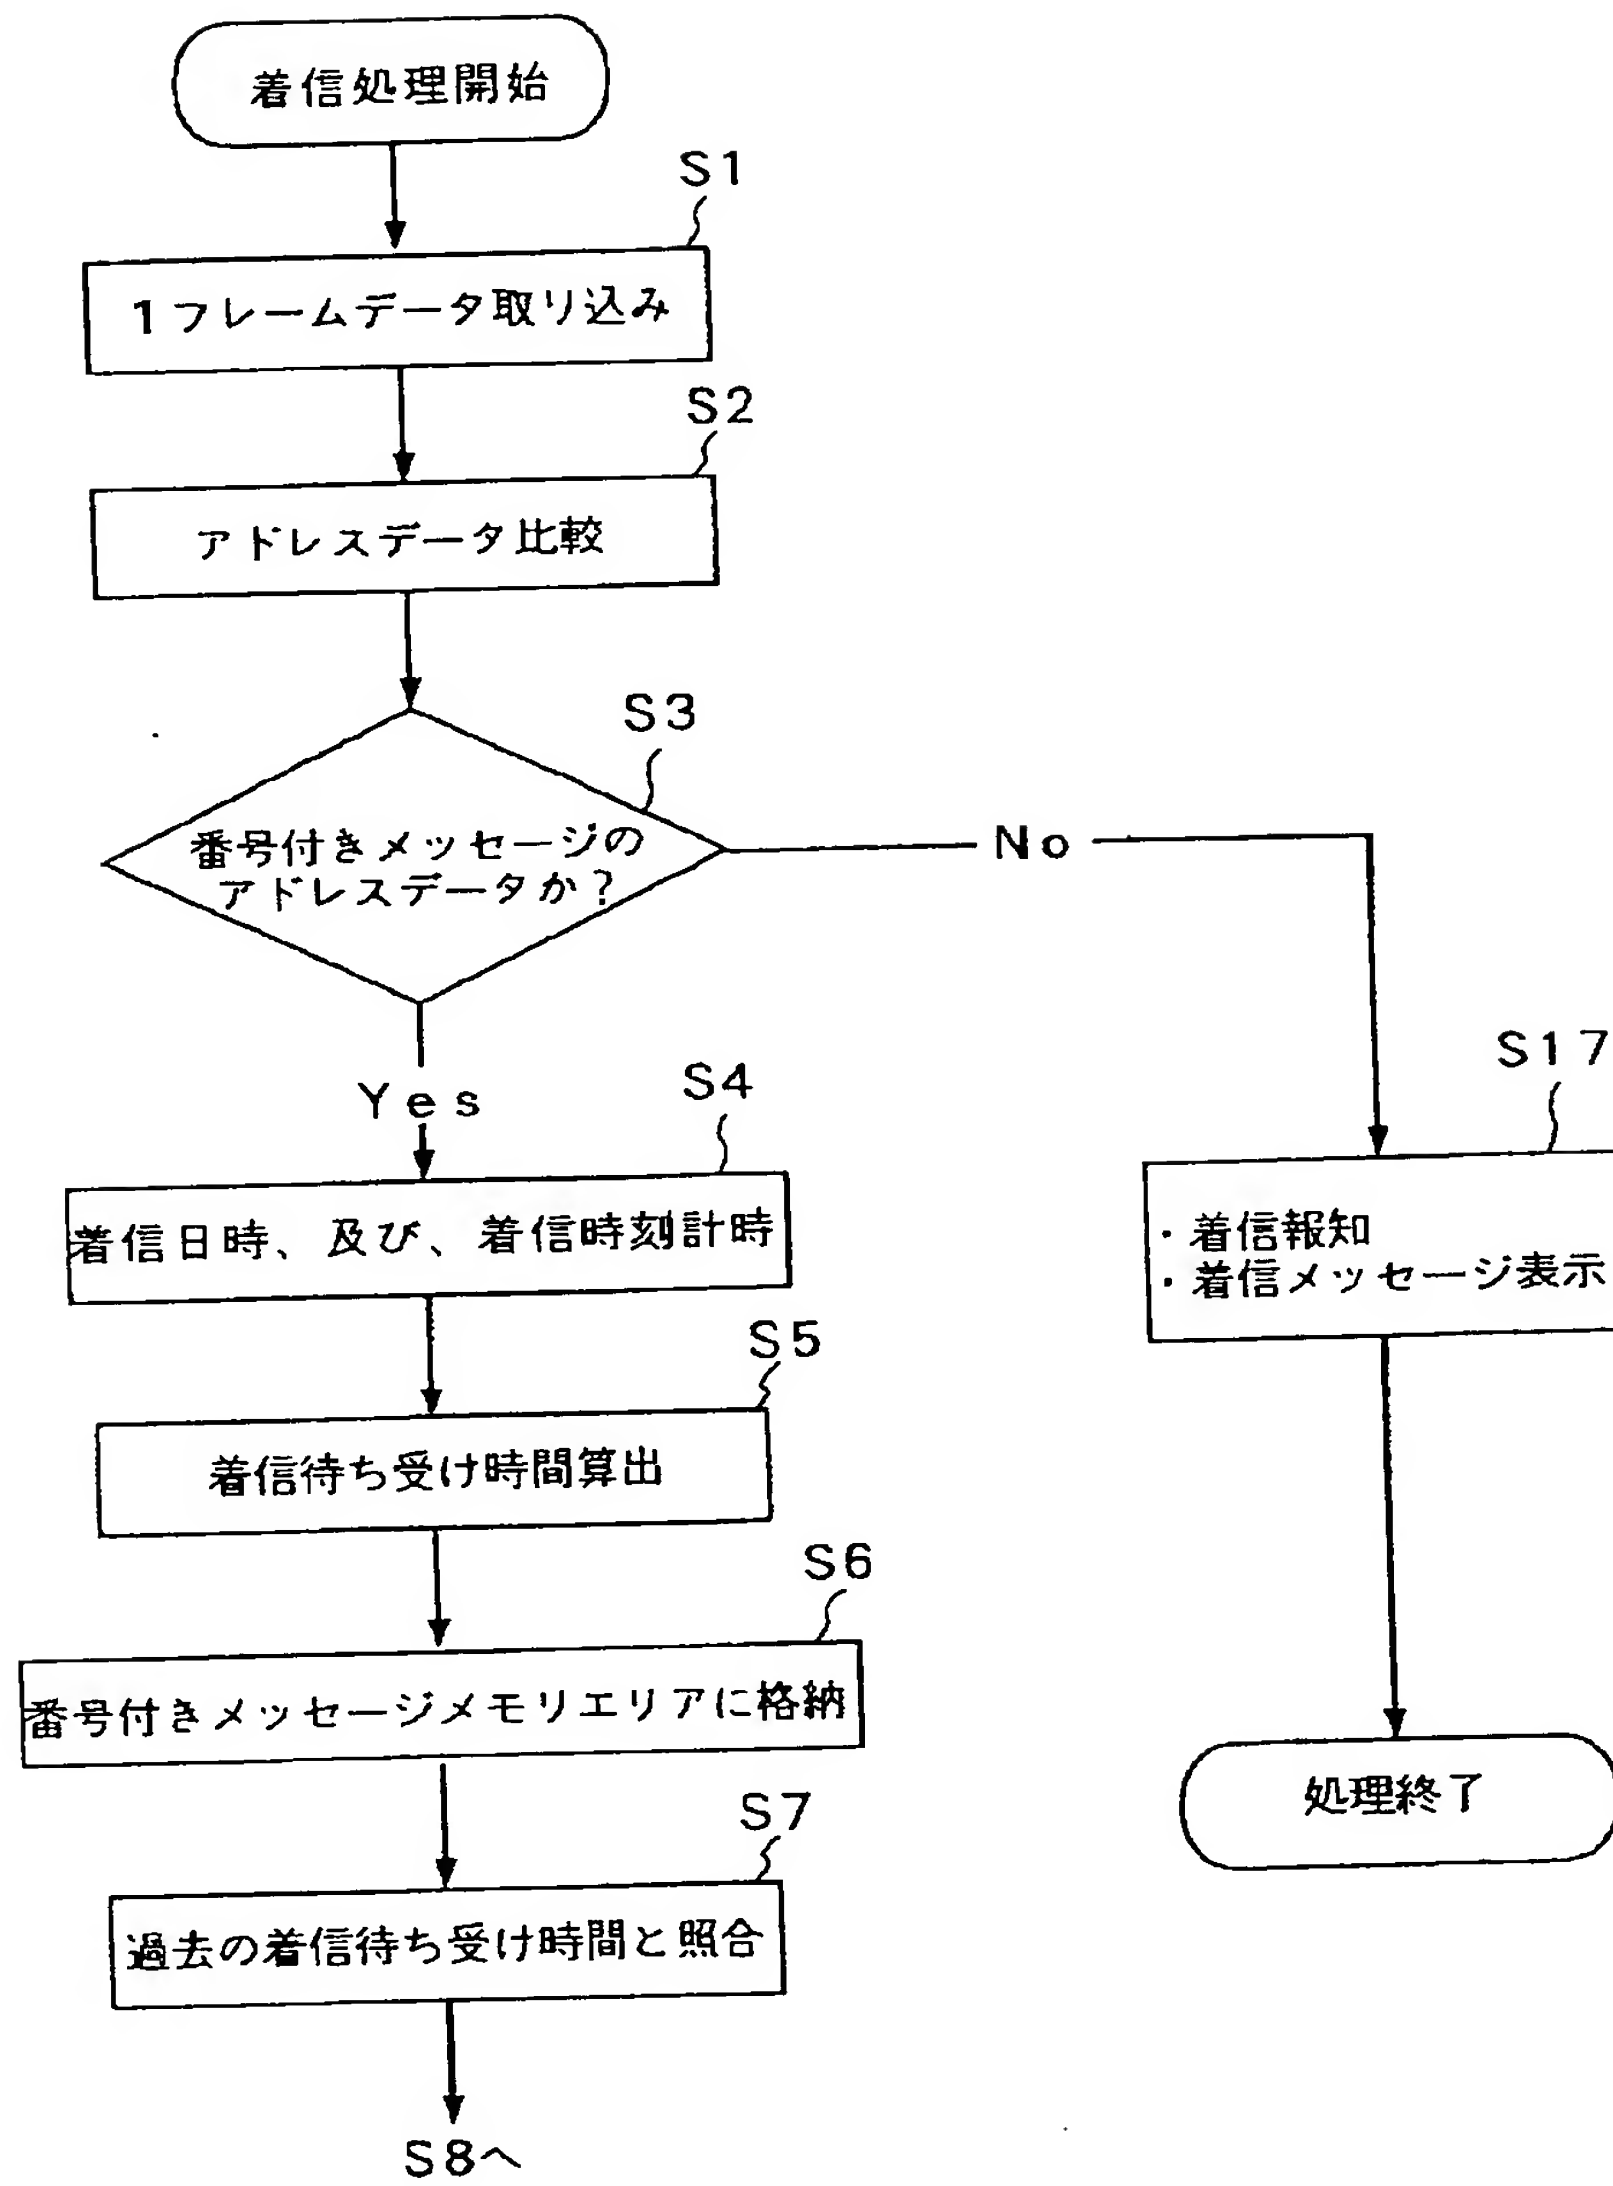 着信処理開始
S1
1フレームデータ取り込み
S2
アドレスデータ比較
S3
番号付きメッセージの
アドレスデータか?
No
Yes
S4
着信日時、及び、着信時刻計時
S17
・着信報知
・着信メッセージ表示
S5
着信待ち受け時間算出
S6
番号付きメッセージメモリエリアに格納
処理終了
S7
過去の着信待ち受け時間と照合
S8へ